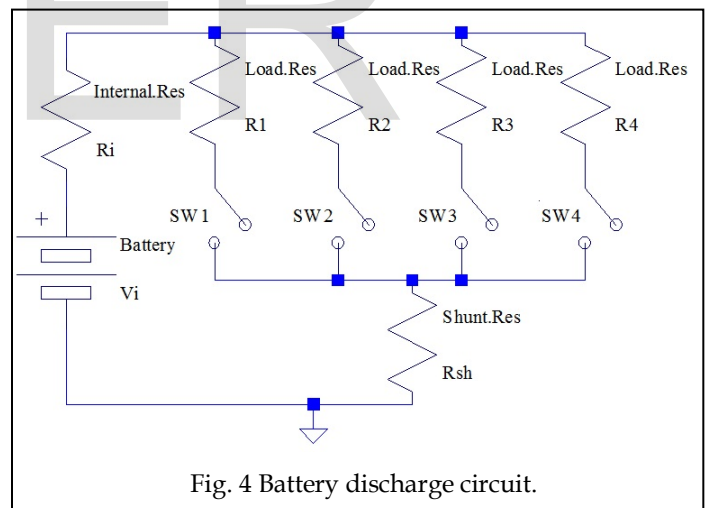 ER
Load.Res Load.Res Load.Res Load.Res
Internal.Res
R1 R2 R3 R4
Ri
SW1 SW2 SW3 SW4
+
Battery
Vi
Shunt.Res
Rsh
Fig. 4 Battery discharge circuit.